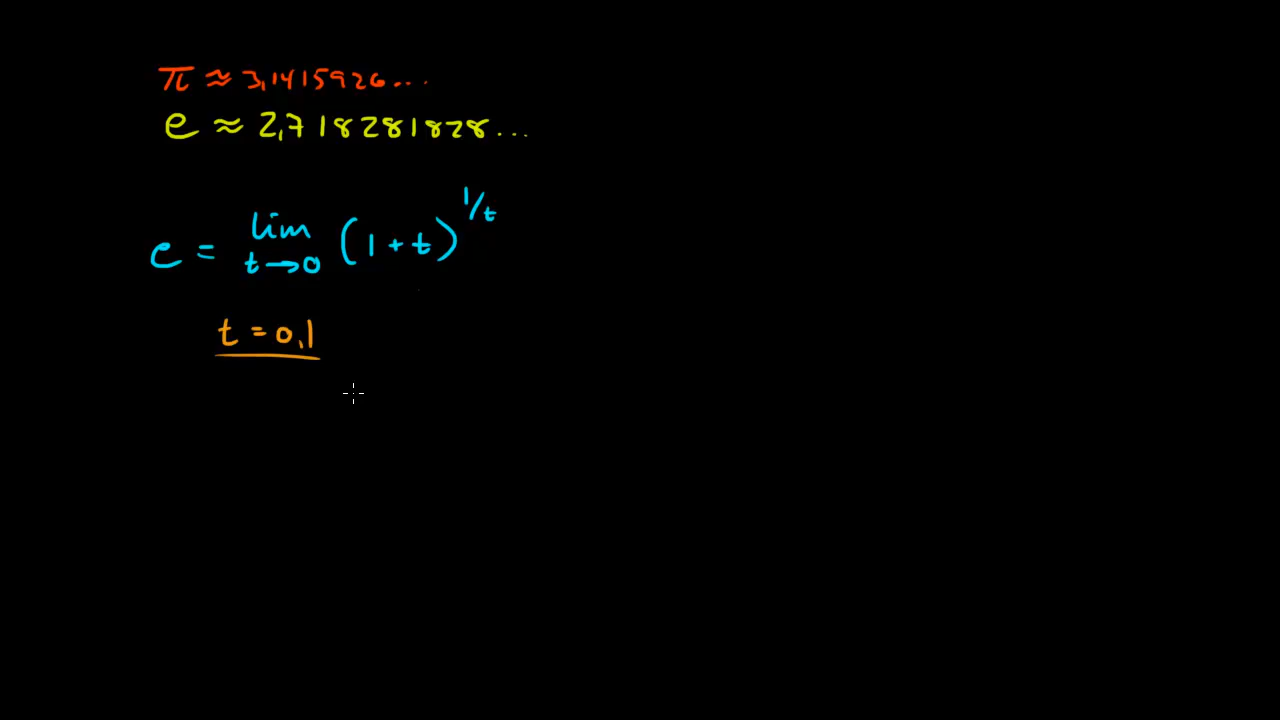 π ≈ 3,1415926...
e ≈ 2,718281828...
e = lim t→0 (1 + t)^1/t
t = 0,1